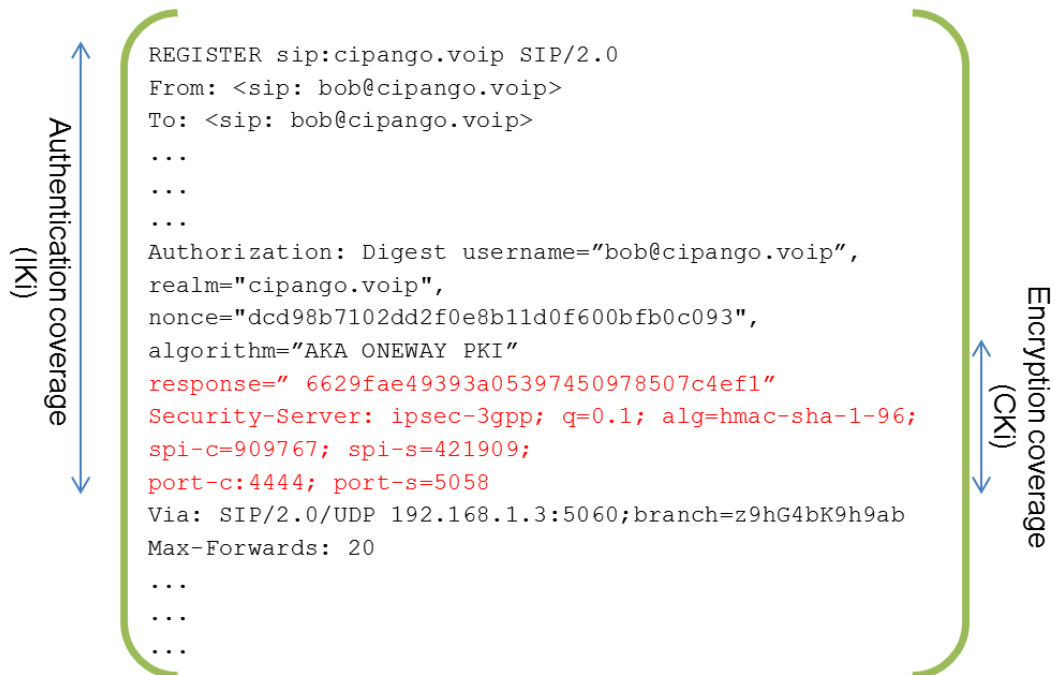 Authentication coverage
(IKi)
REGISTER sip:cipango.voip SIP/2.0
From: <sip: bob@cipango.voip>
To: <sip: bob@cipango.voip>
...
...
...
Authorization: Digest username=”bob@cipango.voip”,
realm="cipango.voip",
nonce="dcd98b7102dd2f0e8b11d0f600bfb0c093",
algorithm=”AKA ONEWAY PKI”
response=” 6629fae49393a05397450978507c4ef1”
Security-Server: ipsec-3gpp; q=0.1; alg=hmac-sha-1-96;
spi-c=909767; spi-s=421909;
port-c:4444; port-s=5058
Via: SIP/2.0/UDP 192.168.1.3:5060;branch=z9hG4bK9h9ab
Max-Forwards: 20
...
...
...
Encryption coverage
(CKi)